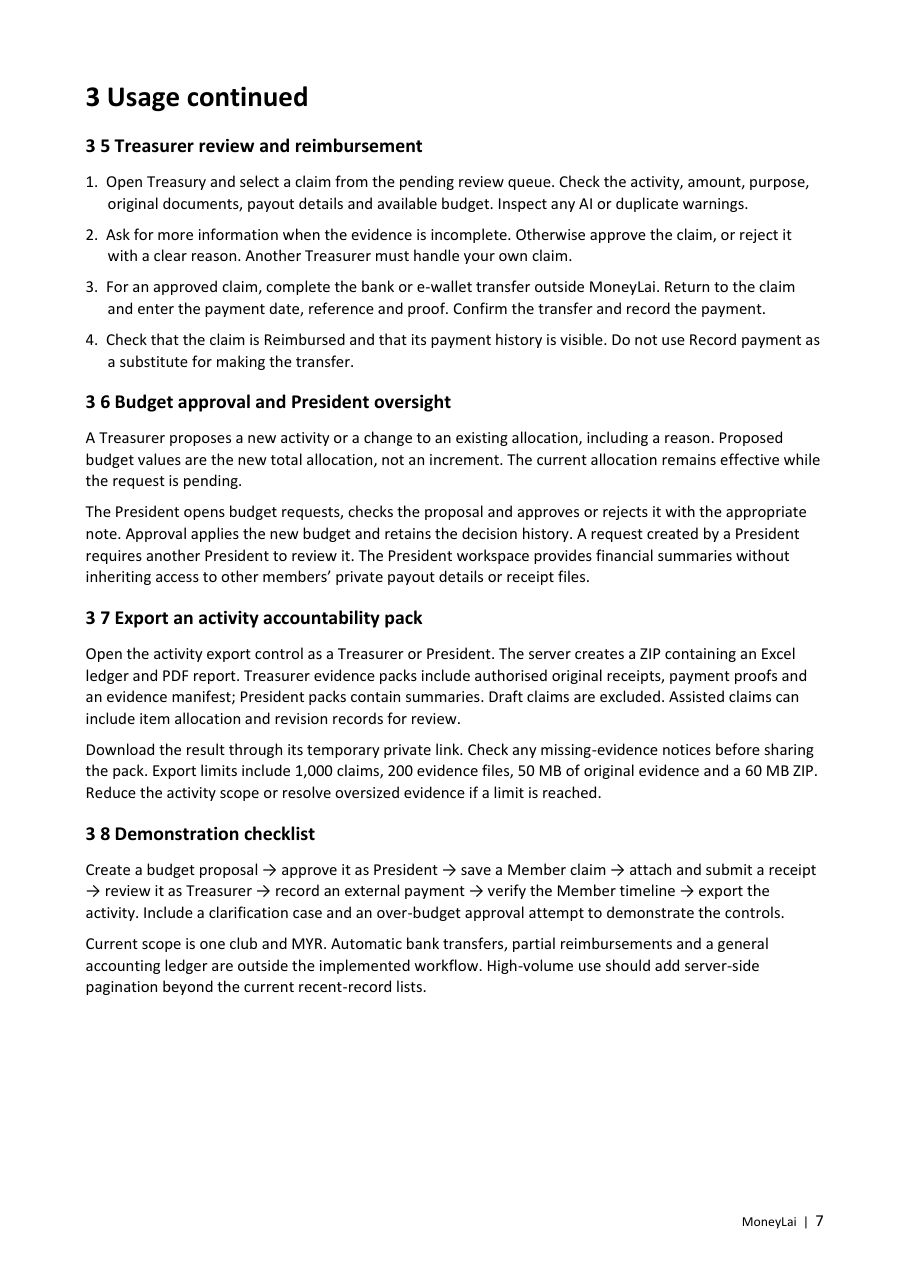 3 Usage continued
3 5 Treasurer review and reimbursement
1. Open Treasury and select a claim from the pending review queue. Check the activity, amount, purpose,
original documents, payout details and available budget. Inspect any AI or duplicate warnings.
2. Ask for more information when the evidence is incomplete. Otherwise approve the claim, or reject it
with a clear reason. Another Treasurer must handle your own claim.
3. For an approved claim, complete the bank or e-wallet transfer outside MoneyLai. Return to the claim
and enter the payment date, reference and proof. Confirm the transfer and record the payment.
4. Check that the claim is Reimbursed and that its payment history is visible. Do not use Record payment as
a substitute for making the transfer.
3 6 Budget approval and President oversight
A Treasurer proposes a new activity or a change to an existing allocation, including a reason. Proposed
budget values are the new total allocation, not an increment. The current allocation remains effective while
the request is pending.
The President opens budget requests, checks the proposal and approves or rejects it with the appropriate
note. Approval applies the new budget and retains the decision history. A request created by a President
requires another President to review it. The President workspace provides financial summaries without
inheriting access to other members’ private payout details or receipt files.
3 7 Export an activity accountability pack
Open the activity export control as a Treasurer or President. The server creates a ZIP containing an Excel
ledger and PDF report. Treasurer evidence packs include authorised original receipts, payment proofs and
an evidence manifest; President packs contain summaries. Draft claims are excluded. Assisted claims can
include item allocation and revision records for review.
Download the result through its temporary private link. Check any missing-evidence notices before sharing
the pack. Export limits include 1,000 claims, 200 evidence files, 50 MB of original evidence and a 60 MB ZIP.
Reduce the activity scope or resolve oversized evidence if a limit is reached.
3 8 Demonstration checklist
Create a budget proposal → approve it as President → save a Member claim → attach and submit a receipt
→ review it as Treasurer → record an external payment → verify the Member timeline → export the
activity. Include a clarification case and an over-budget approval attempt to demonstrate the controls.
Current scope is one club and MYR. Automatic bank transfers, partial reimbursements and a general
accounting ledger are outside the implemented workflow. High-volume use should add server-side
pagination beyond the current recent-record lists.
MoneyLai | 7